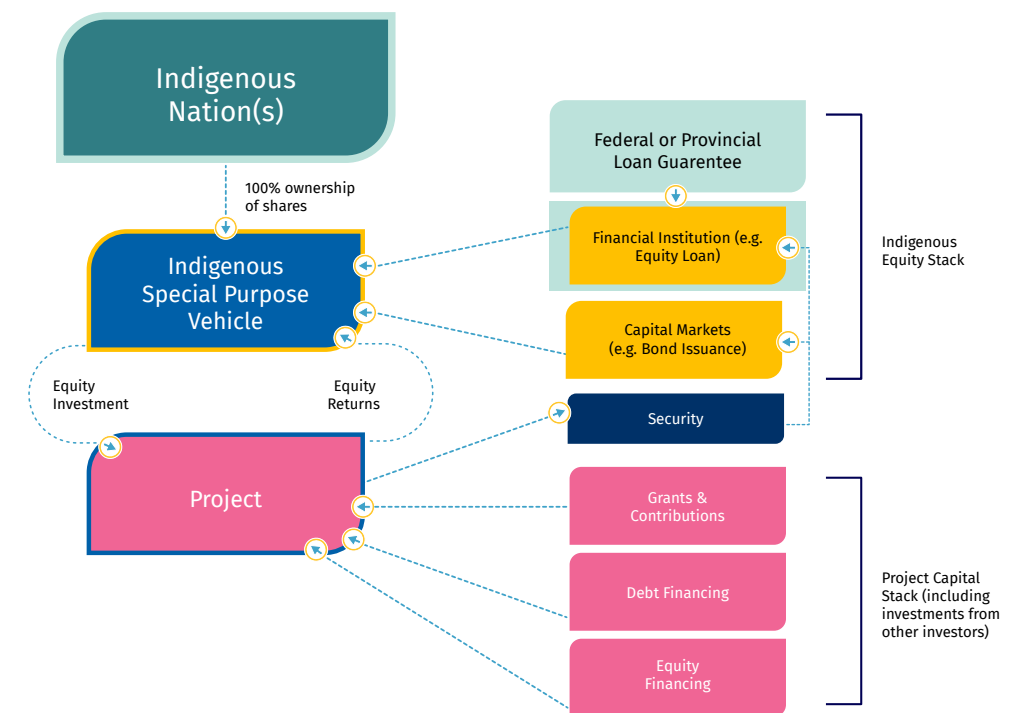 Indigenous
Nation(s)
100% ownership
of shares
Indigenous
Special Purpose
Vehicle
Equity
Investment
Equity
Returns
Project
Federal or Provincial
Loan Guarentee
Financial Institution (e.g.
Equity Loan)
Capital Markets
(e.g. Bond Issuance)
Security
Grants &
Contributions
Debt Financing
Equity
Financing
Indigenous
Equity Stack
Project Capital
Stack (including
investments from
other investors)